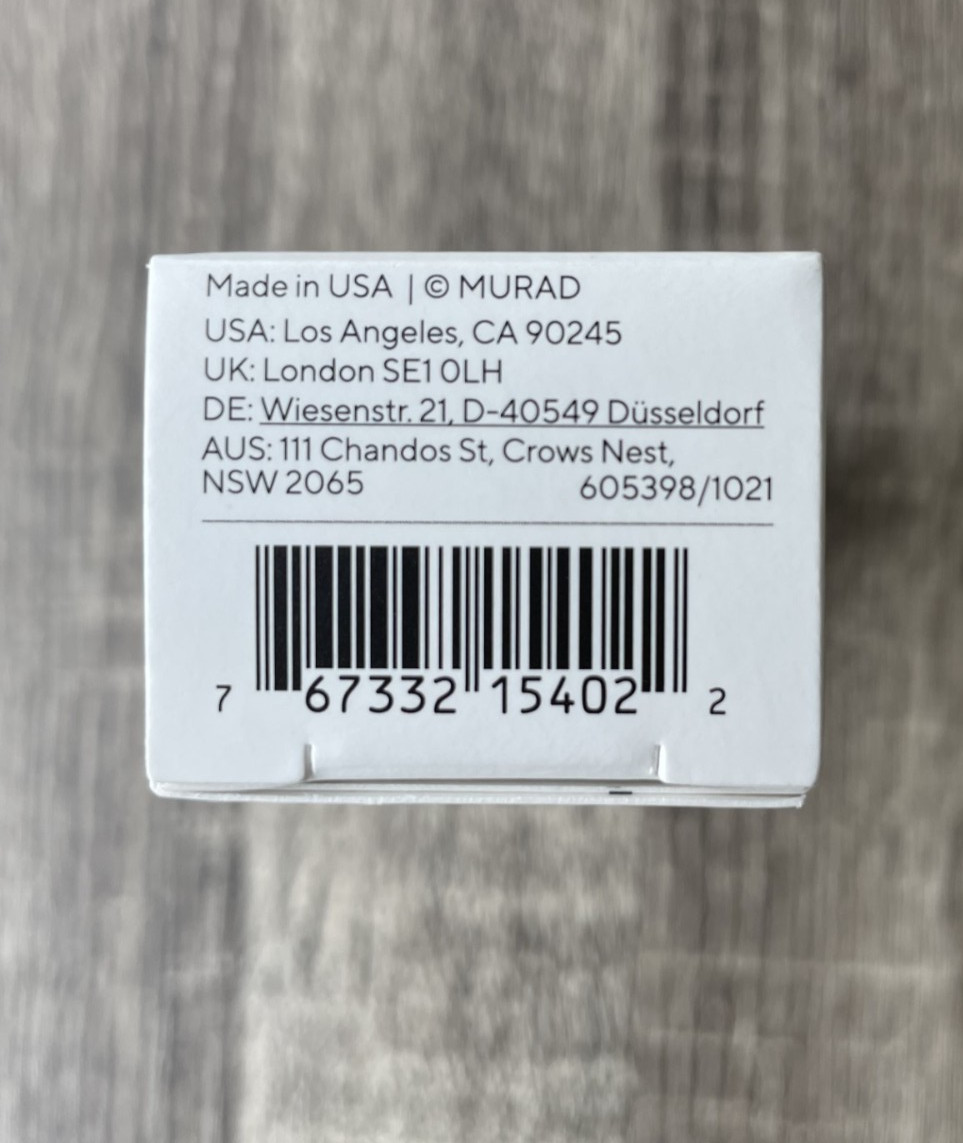 Made in USA | © MURAD
USA: Los Angeles, CA 90245
UK: London SE1 0LH
DE: Wiesenstr. 21, D-40549 Düsseldorf
AUS: 111 Chandos St, Crows Nest,
NSW 2065 605398/1021
7 67332 15402 2